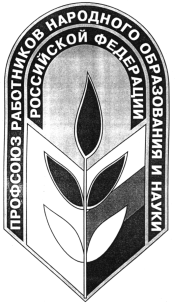 ПРОФСОЮЗ РАБОТНИКОВ НАРОДНОГО ОБРАЗОВАНИЯ И НАУКИ
РОССИЙСКОЙ ФЕДЕРАЦИИ